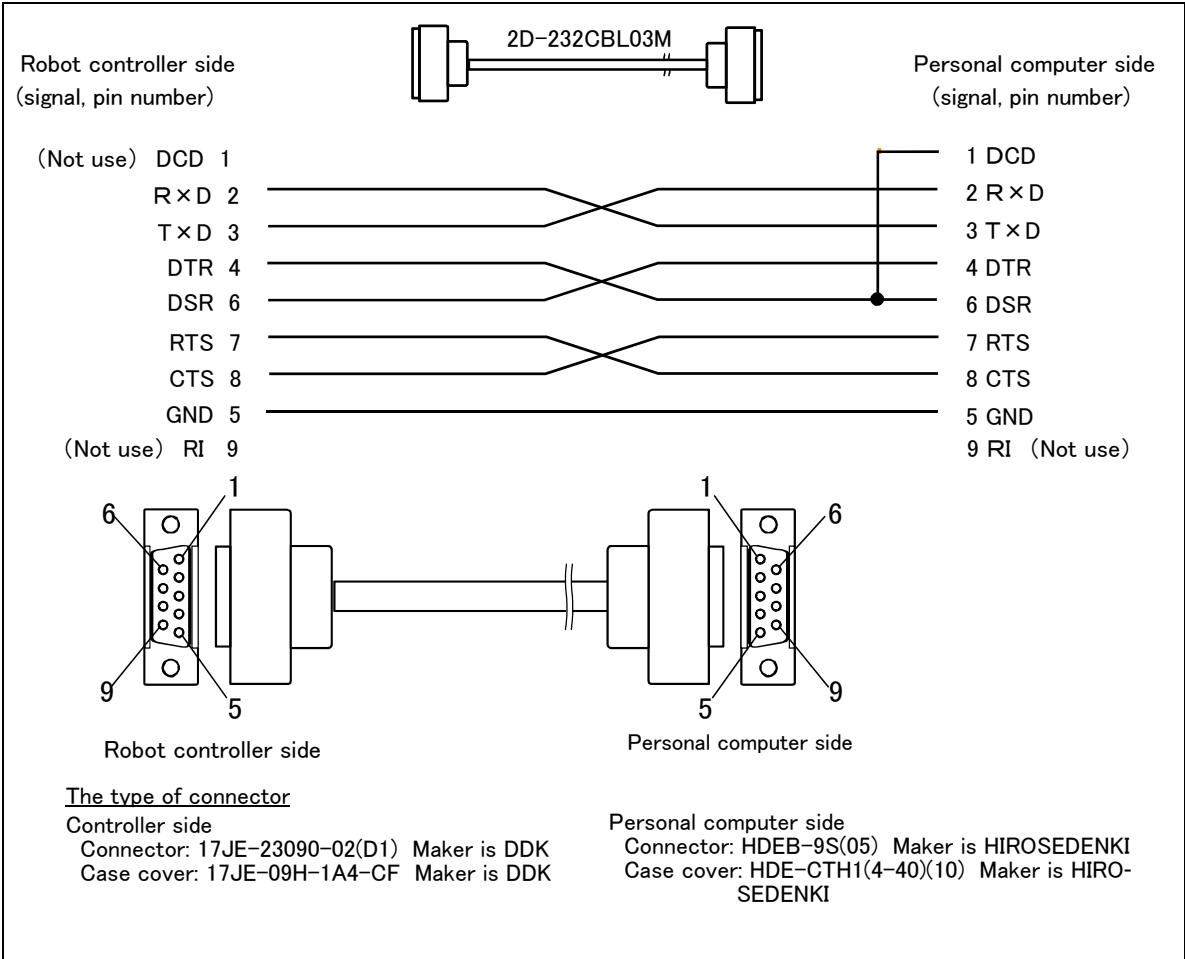 2D-232CBL03M
Robot controller side
(signal, pin number)
Personal computer side
(signal, pin number)
(Not use) DCD 1
1 DCD
R×D 2
2 R×D
T×D 3
3 T×D
DTR 4
4 DTR
DSR 6
6 DSR
RTS 7
7 RTS
CTS 8
8 CTS
GND 5
5 GND
(Not use) RI 9
9 RI (Not use)
1
6
9
5
1
6
5
9
Robot controller side
Personal computer side
The type of connector
Controller side
Connector: 17JE-23090-02(D1) Maker is DDK
Case cover: 17JE-09H-1A4-CF Maker is DDK
Personal computer side
Connector: HDEB-9S(05) Maker is HIROSEDENKI
Case cover: HDE-CTH1(4-40)(10) Maker is HIRO-
SEDENKI